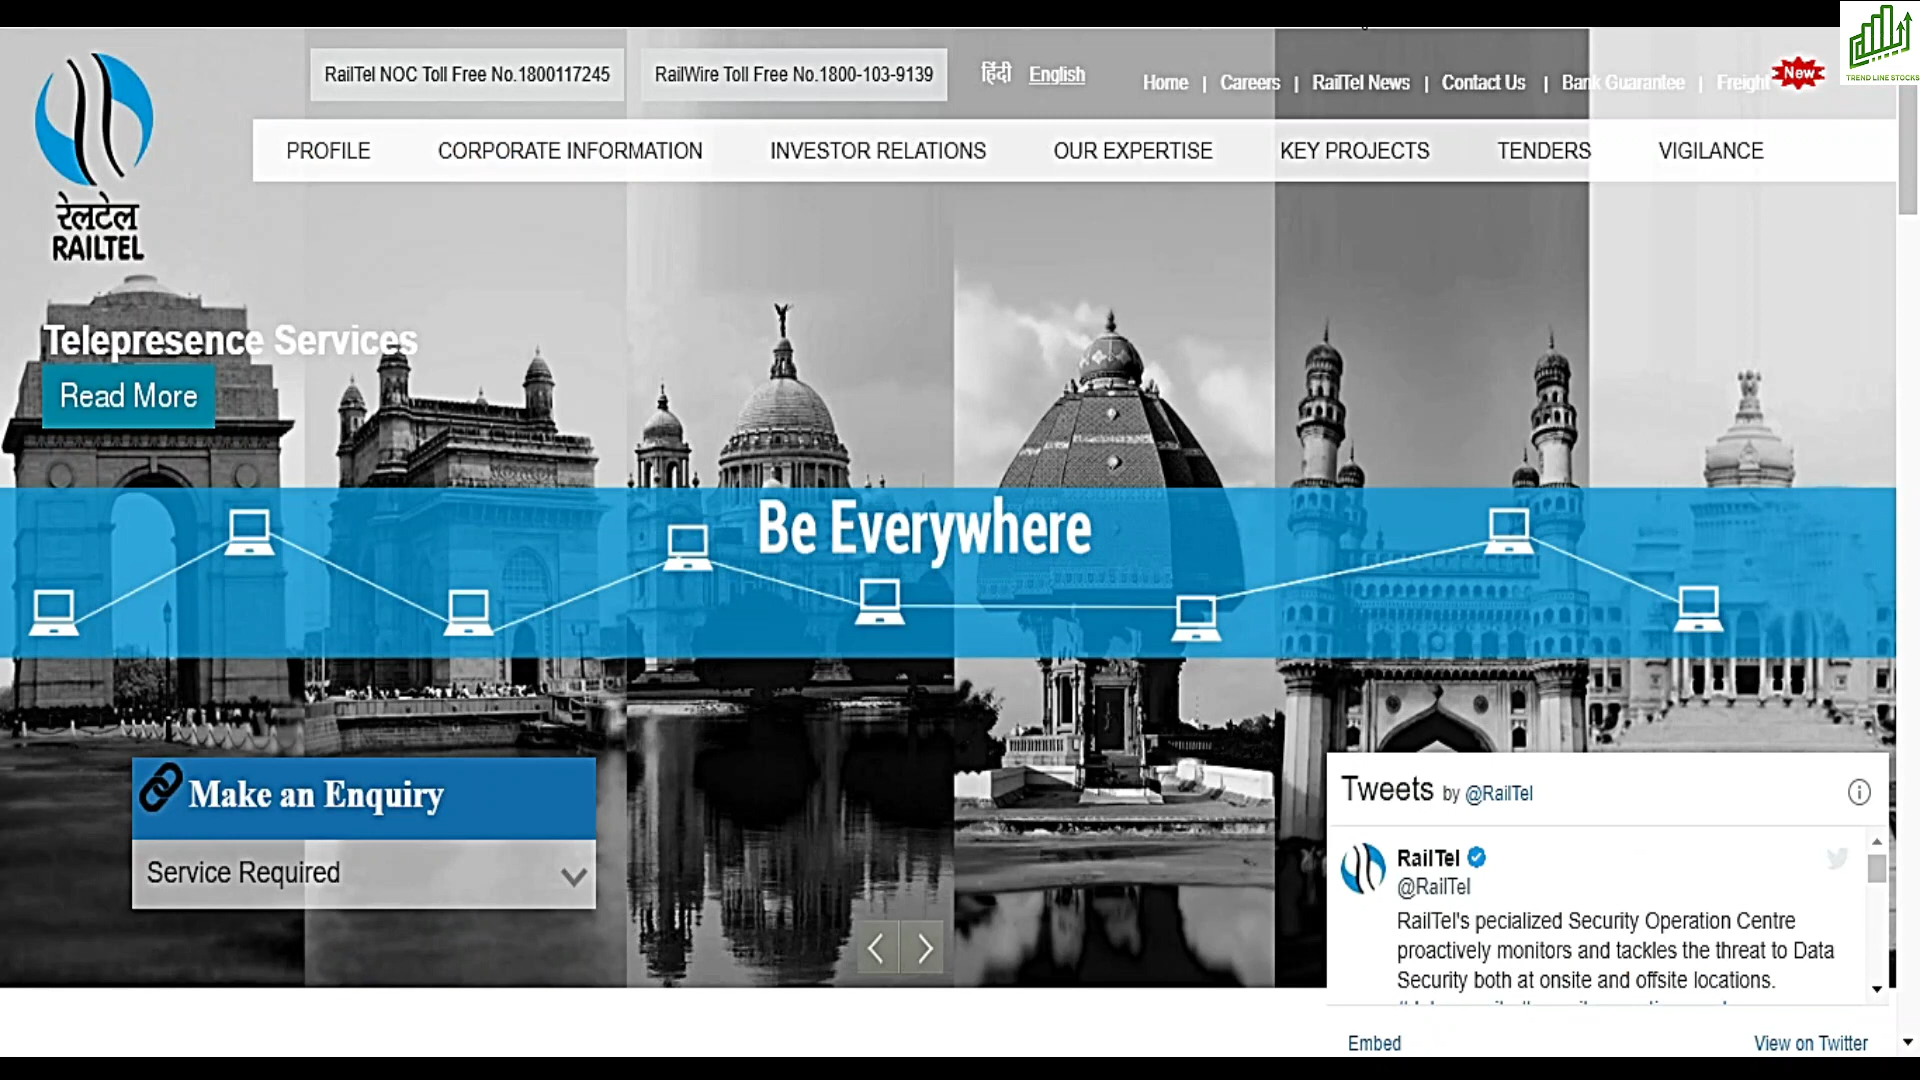 TREND LINE STOCKS
RailTel NOC Toll Free No.1800117245
RailWire Toll Free No.1800-103-9139
हिंदी English
Home | Careers | RailTel News | Contact Us | Bank Guarantee | Freight New
PROFILE CORPORATE INFORMATION INVESTOR RELATIONS OUR EXPERTISE KEY PROJECTS TENDERS VIGILANCE
रेलटेल
RAILTEL
Telepresence Services
Read More
Be Everywhere
Make an Enquiry
Service Required
Tweets by @RailTel
RailTel
@RailTel
RailTel's pecialized Security Operation Centre
proactively monitors and tackles the threat to Data
Security both at onsite and offsite locations.
Embed
View on Twitter